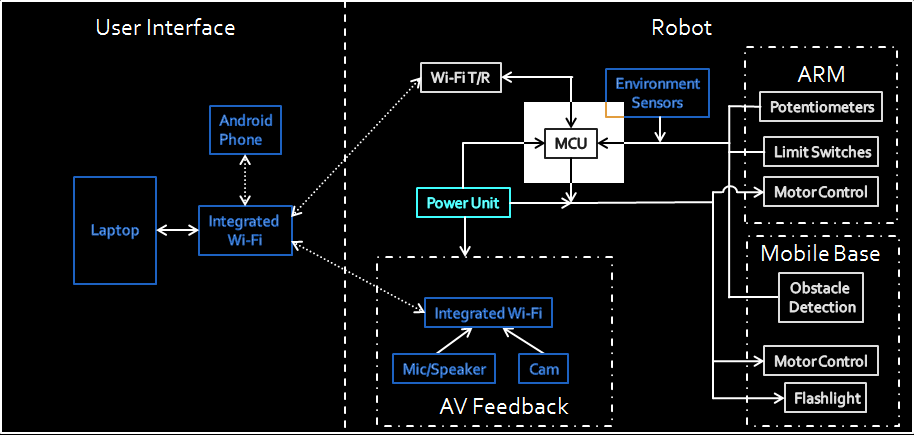 User Interface
Robot
Wi-Fi T/R
Environment
Sensors
ARM
Potentiometers
Android
Phone
MCU
Limit Switches
Motor Control
Power Unit
Laptop
Integrated
Wi-Fi
Mobile Base
Obstacle
Detection
Integrated Wi-Fi
Mic/Speaker
Cam
Motor Control
Flashlight
AV Feedback